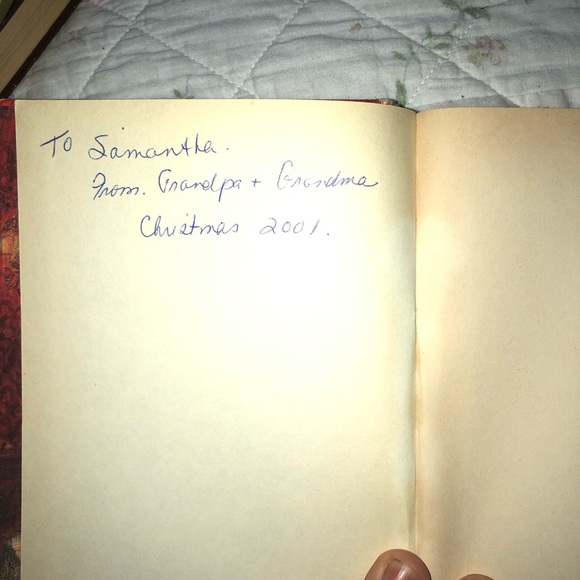 To Samantha.
From. Grandpa + Grandma
Christmas 2001.